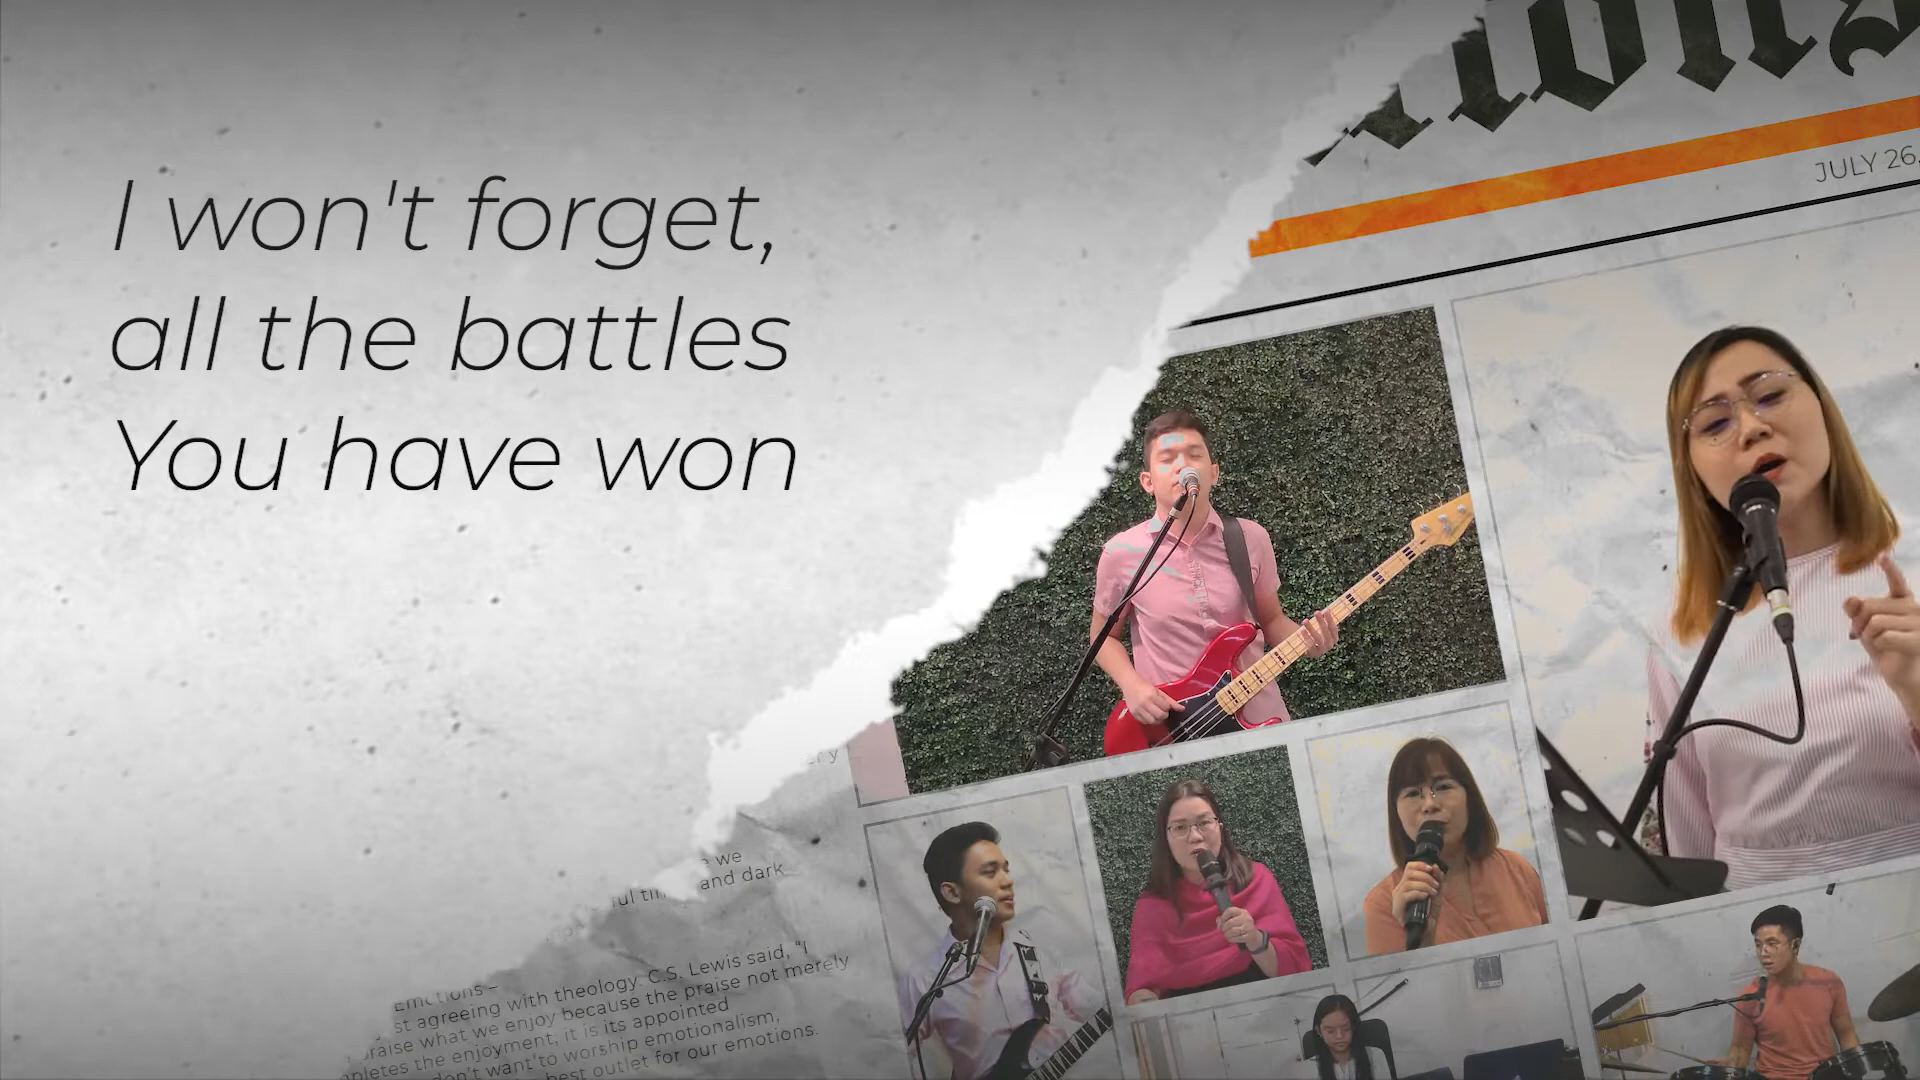 I won't forget,
all the battles
You have won
JULY 26,
we
and dark
st agreeing with theology. C.S. Lewis said, "I
praise what we enjoy because the praise not merely
the enjoyment, it is its appointed
don't want to worship emotionalism,
best outlet for our emotions.